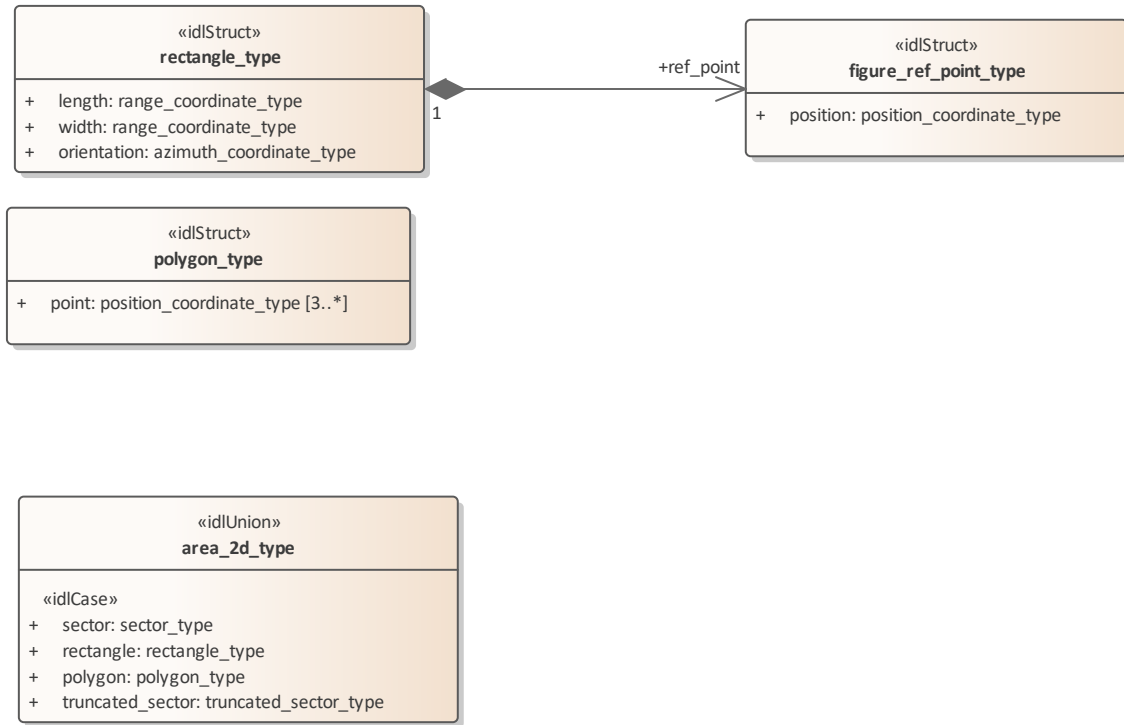 «idlStruct»
rectangle_type
+ length: range_coordinate_type
+ width: range_coordinate_type
+ orientation: azimuth_coordinate_type
1
+ref_point
«idlStruct»
figure_ref_point_type
+ position: position_coordinate_type
«idlStruct»
polygon_type
+ point: position_coordinate_type [3..*]
«idlUnion»
area_2d_type
«idlCase»
+ sector: sector_type
+ rectangle: rectangle_type
+ polygon: polygon_type
+ truncated_sector: truncated_sector_type